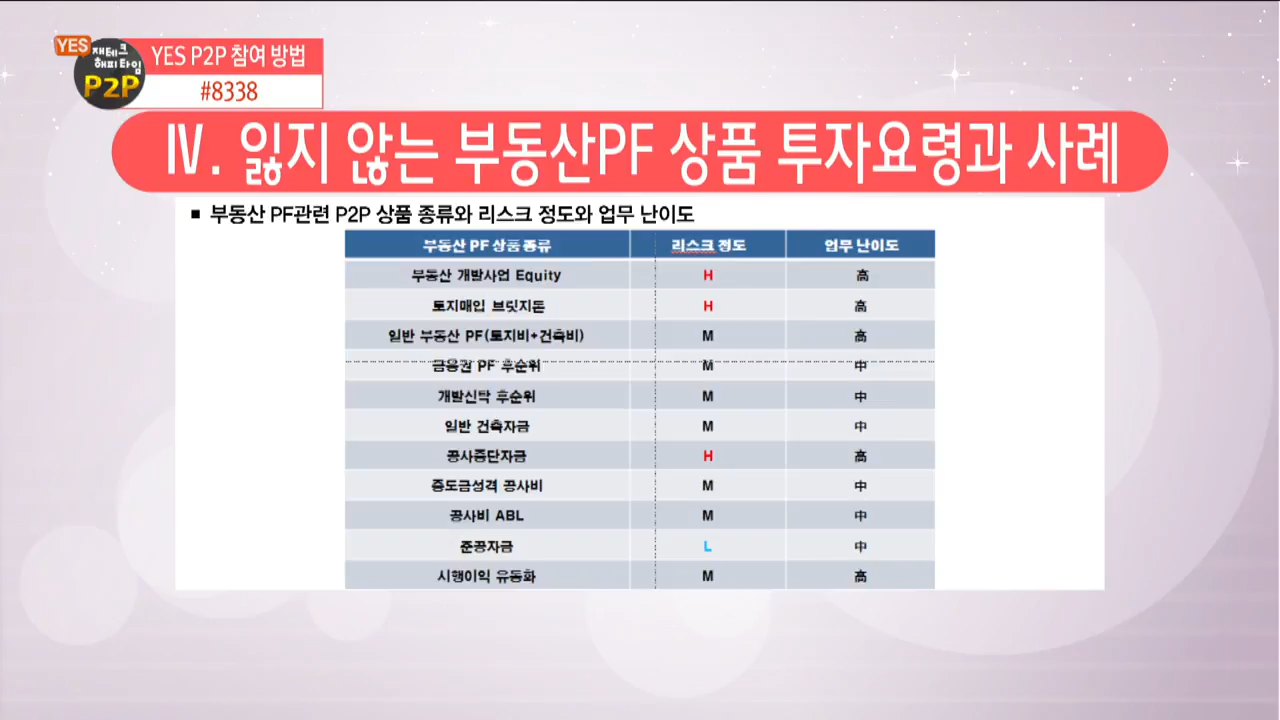 YES
재테크
해피타임
P2P
YES P2P 참여 방법
#8338
Ⅳ. 잃지 않는 부동산PF 상품 투자요령과 사례
■ 부동산 PF관련 P2P 상품 종류와 리스크 정도와 업무 난이도
부동산 PF 상품종류 리스크 정도 업무 난이도
부동산 개발사업 Equity H 高
토지매입 브릿지론 H 高
일반 부동산 PF(토지비+건축비) M 高
금융권 PF 후순위 M 中
개발신탁 후순위 M 中
일반 건축자금 M 中
공사중단자금 H 高
중도금성격 공사비 M 中
공사비 ABL M 中
준공자금 L 中
시행이익 유동화 M 高